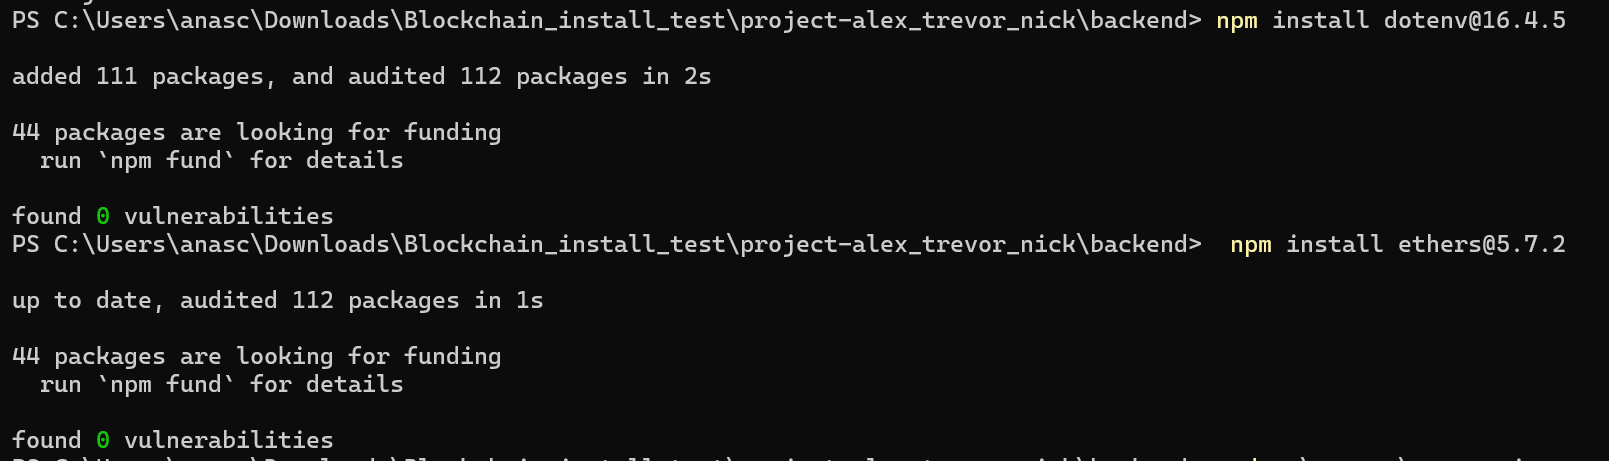 PS C:\Users\anasc\Downloads\Blockchain_install_test\project-alex_trevor_nick\backend> npm install dotenv@16.4.5
added 111 packages, and audited 112 packages in 2s
44 packages are looking for funding
  run `npm fund` for details
found 0 vulnerabilities
PS C:\Users\anasc\Downloads\Blockchain_install_test\project-alex_trevor_nick\backend>  npm install ethers@5.7.2
up to date, audited 112 packages in 1s
44 packages are looking for funding
  run `npm fund` for details
found 0 vulnerabilities